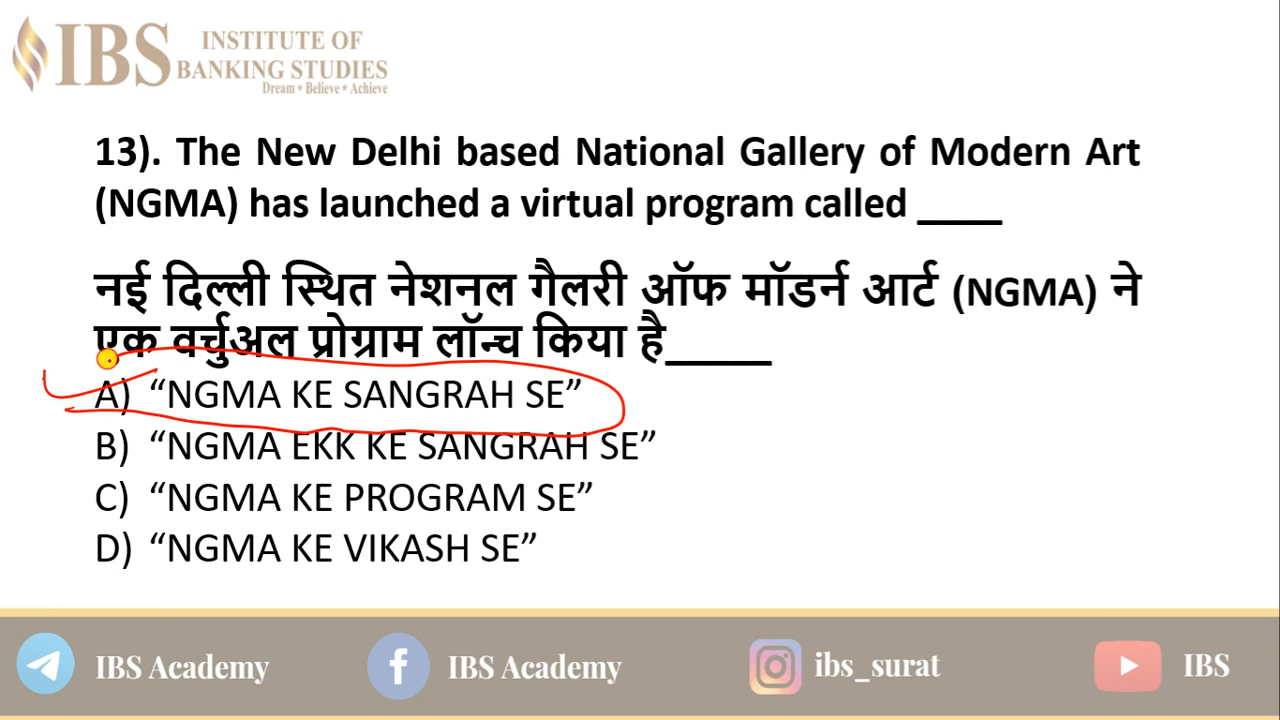 IBS INSTITUTE OF
BANKING STUDIES
Dream * Believe * Achieve
13). The New Delhi based National Gallery of Modern Art
(NGMA) has launched a virtual program called ____
नई दिल्ली स्थित नेशनल गैलरी ऑफ मॉडर्न आर्ट (NGMA) ने
एक वर्चुअल प्रोग्राम लॉन्च किया है_____
A) “NGMA KE SANGRAH SE”
B) “NGMA EKK KE SANGRAH SE”
C) “NGMA KE PROGRAM SE”
D) “NGMA KE VIKASH SE”
IBS Academy IBS Academy ibs_surat IBS